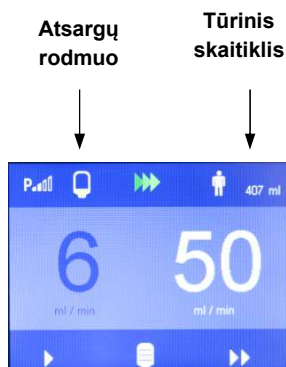 Atsargų
rodmuo
Tūrinis
skaitiklis
P
407 ml
6
50
ml / min
ml / min